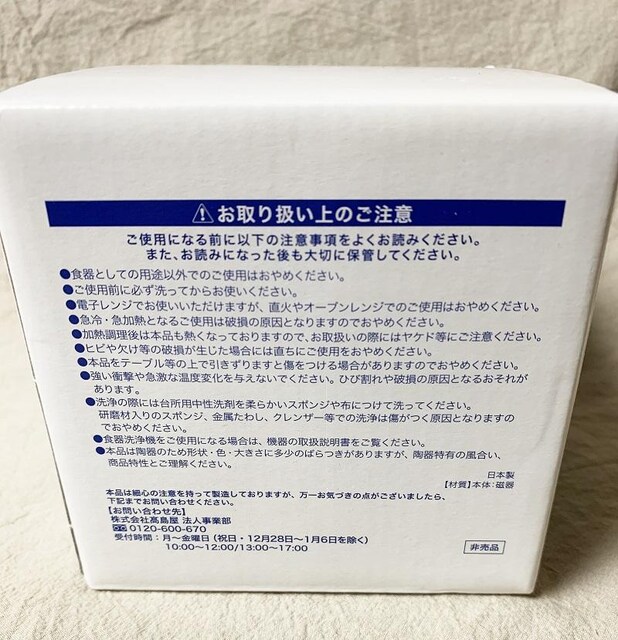 ⚠お取り扱い上のご注意
ご使用になる前に以下の注意事項をよくお読みください。
また、お読みになった後も大切に保管してください。
●食器としての用途以外でのご使用はおやめください。
●ご使用前に必ず洗ってからお使いください。
●電子レンジでお使いいただけますが、直火やオーブンレンジでのご使用はおやめください。
●急冷・急加熱となるご使用は破損の原因となりますのでおやめください。
●加熱調理後は本品も熱くなっておりますので、お取扱いの際にはヤケド等にご注意ください。
●ヒビや欠け等の破損が生じた場合には直ちにご使用をおやめください。
●本品をテーブル等の上で引きずりますと傷をつける場合がありますのでおやめください。
●強い衝撃や急激な温度変化を与えないでください。ひび割れや破損の原因となるおそれが
あります。
●洗浄の際には台所用中性洗剤を柔らかいスポンジや布につけて洗ってください。
研磨材入りのスポンジ、金属たわし、クレンザー等での洗浄は傷がつく原因となりますの
でおやめください。
●食器洗浄機をご使用になる場合は、機器の取扱説明書をご覧ください。
●本品は陶器のため形状・色・大きさに多少のばらつきがありますが、陶器特有の風合い、
商品特性とご理解ください。
日本製
【材質】本体:磁器
本品は細心の注意を持って製造しておりますが、万一お気づきの点がございましたら、
下記までお問い合わせください。
【お問い合わせ先】
株式会社髙島屋 法人事業部
0120-600-670
受付時間:月〜金曜日(祝日・12月28日〜1月6日を除く)
10:00〜12:00/13:00〜17:00
非売品